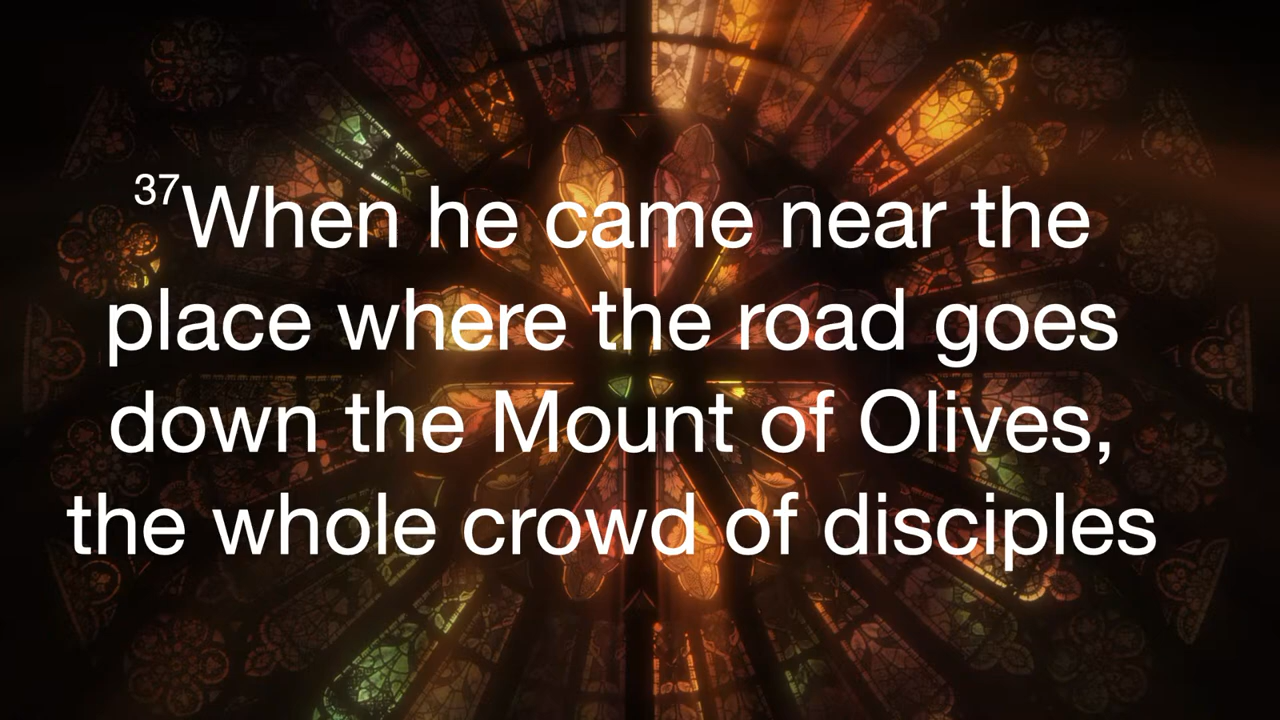 37When he came near the
place where the road goes
down the Mount of Olives,
the whole crowd of disciples